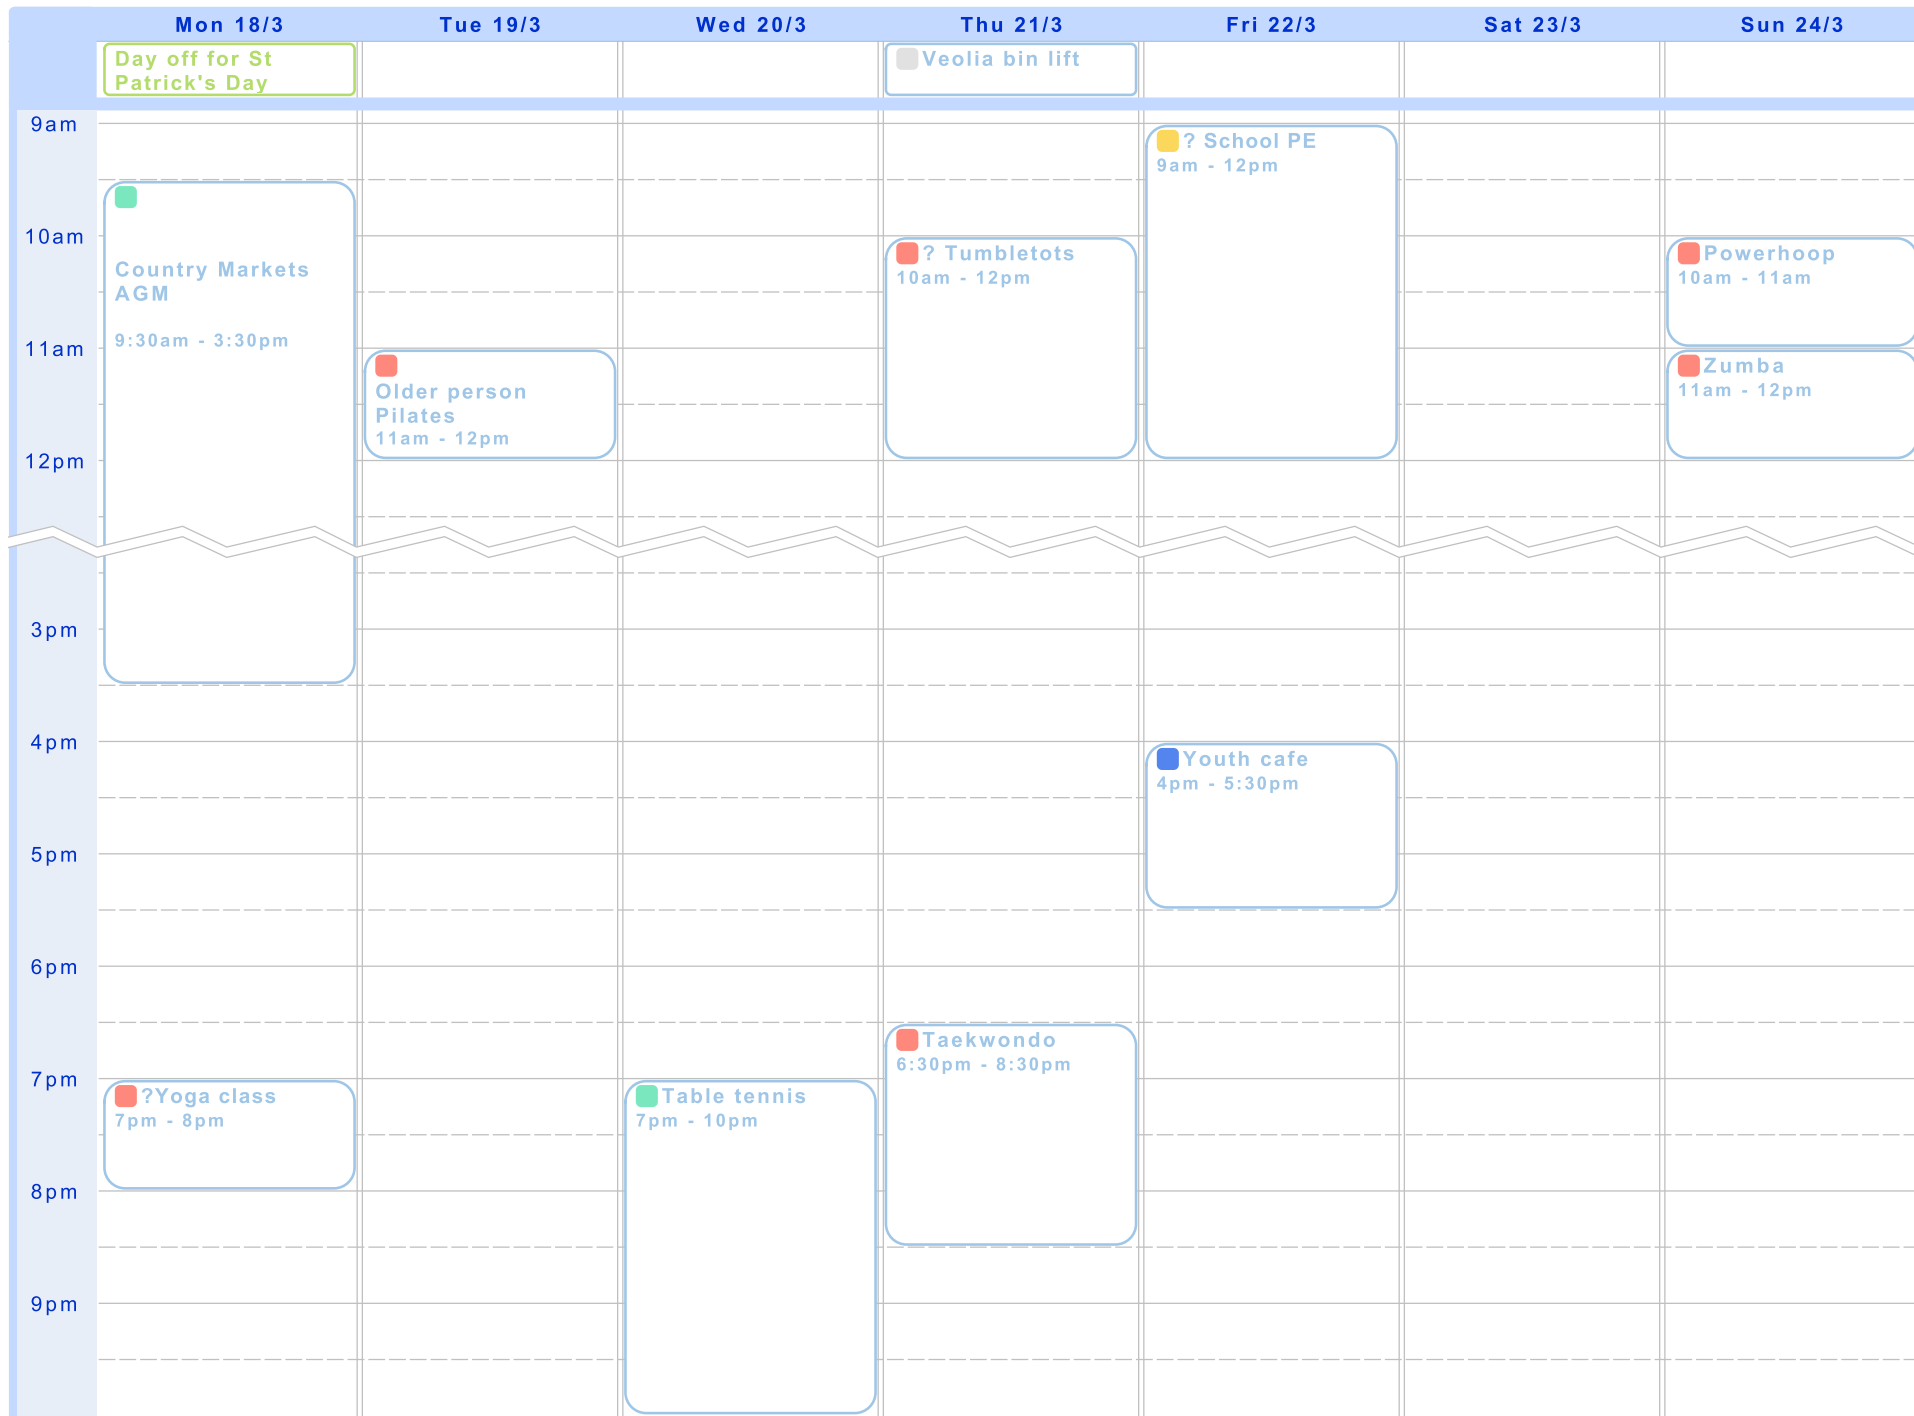 Mon 18/3
Tue 19/3
Wed 20/3
Thu 21/3
Fri 22/3
Sat 23/3
Sun 24/3
Day off for St
Patrick's Day
Veolia bin lift
9am
10am
11am
12pm
3pm
4pm
5pm
6pm
7pm
8pm
9pm
Country Markets
AGM
9:30am - 3:30pm
?Yoga class
7pm - 8pm
Older person
Pilates
11am - 12pm
Table tennis
7pm - 10pm
? Tumbletots
10am - 12pm
Taekwondo
6:30pm - 8:30pm
? School PE
9am - 12pm
Youth cafe
4pm - 5:30pm
Powerhoop
10am - 11am
Zumba
11am - 12pm